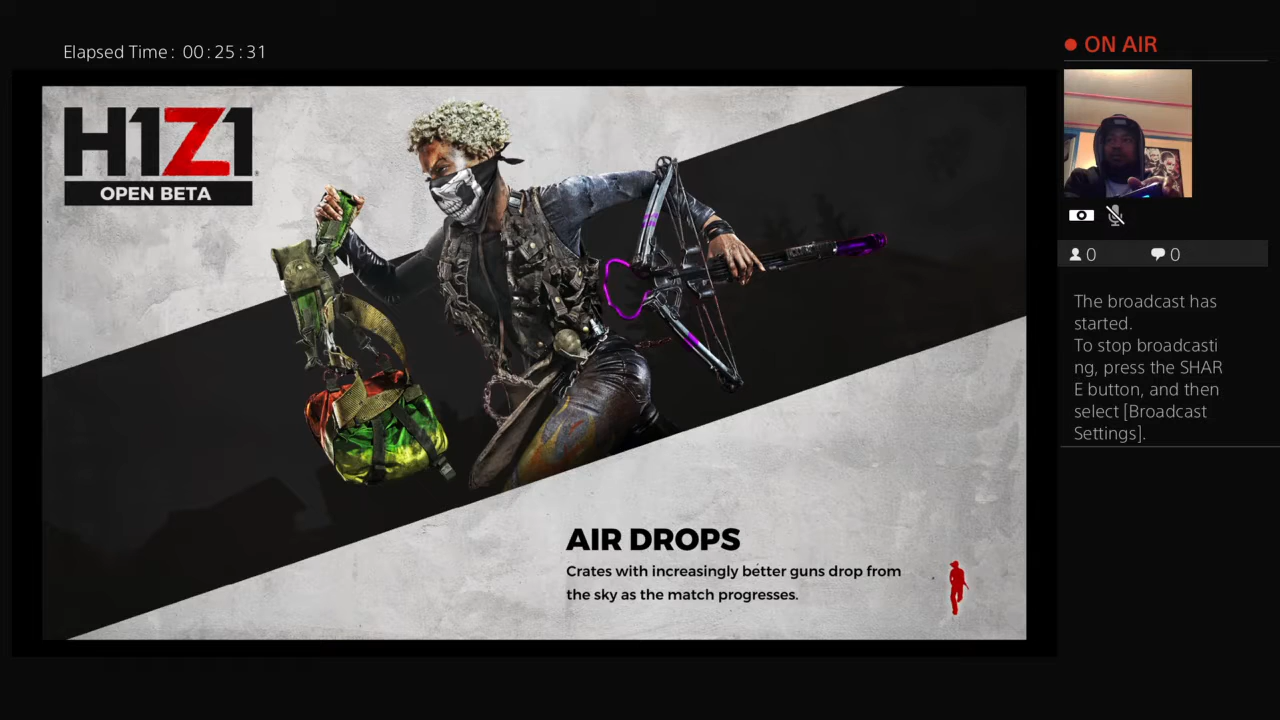 Elapsed Time: 00:25:31
ON AIR
H1Z1
OPEN BETA
0
0
The broadcast has
started.
To stop broadcasti
ng, press the SHAR
E button, and then
select [Broadcast
Settings].
AIR DROPS
Crates with increasingly better guns drop from
the sky as the match progresses.